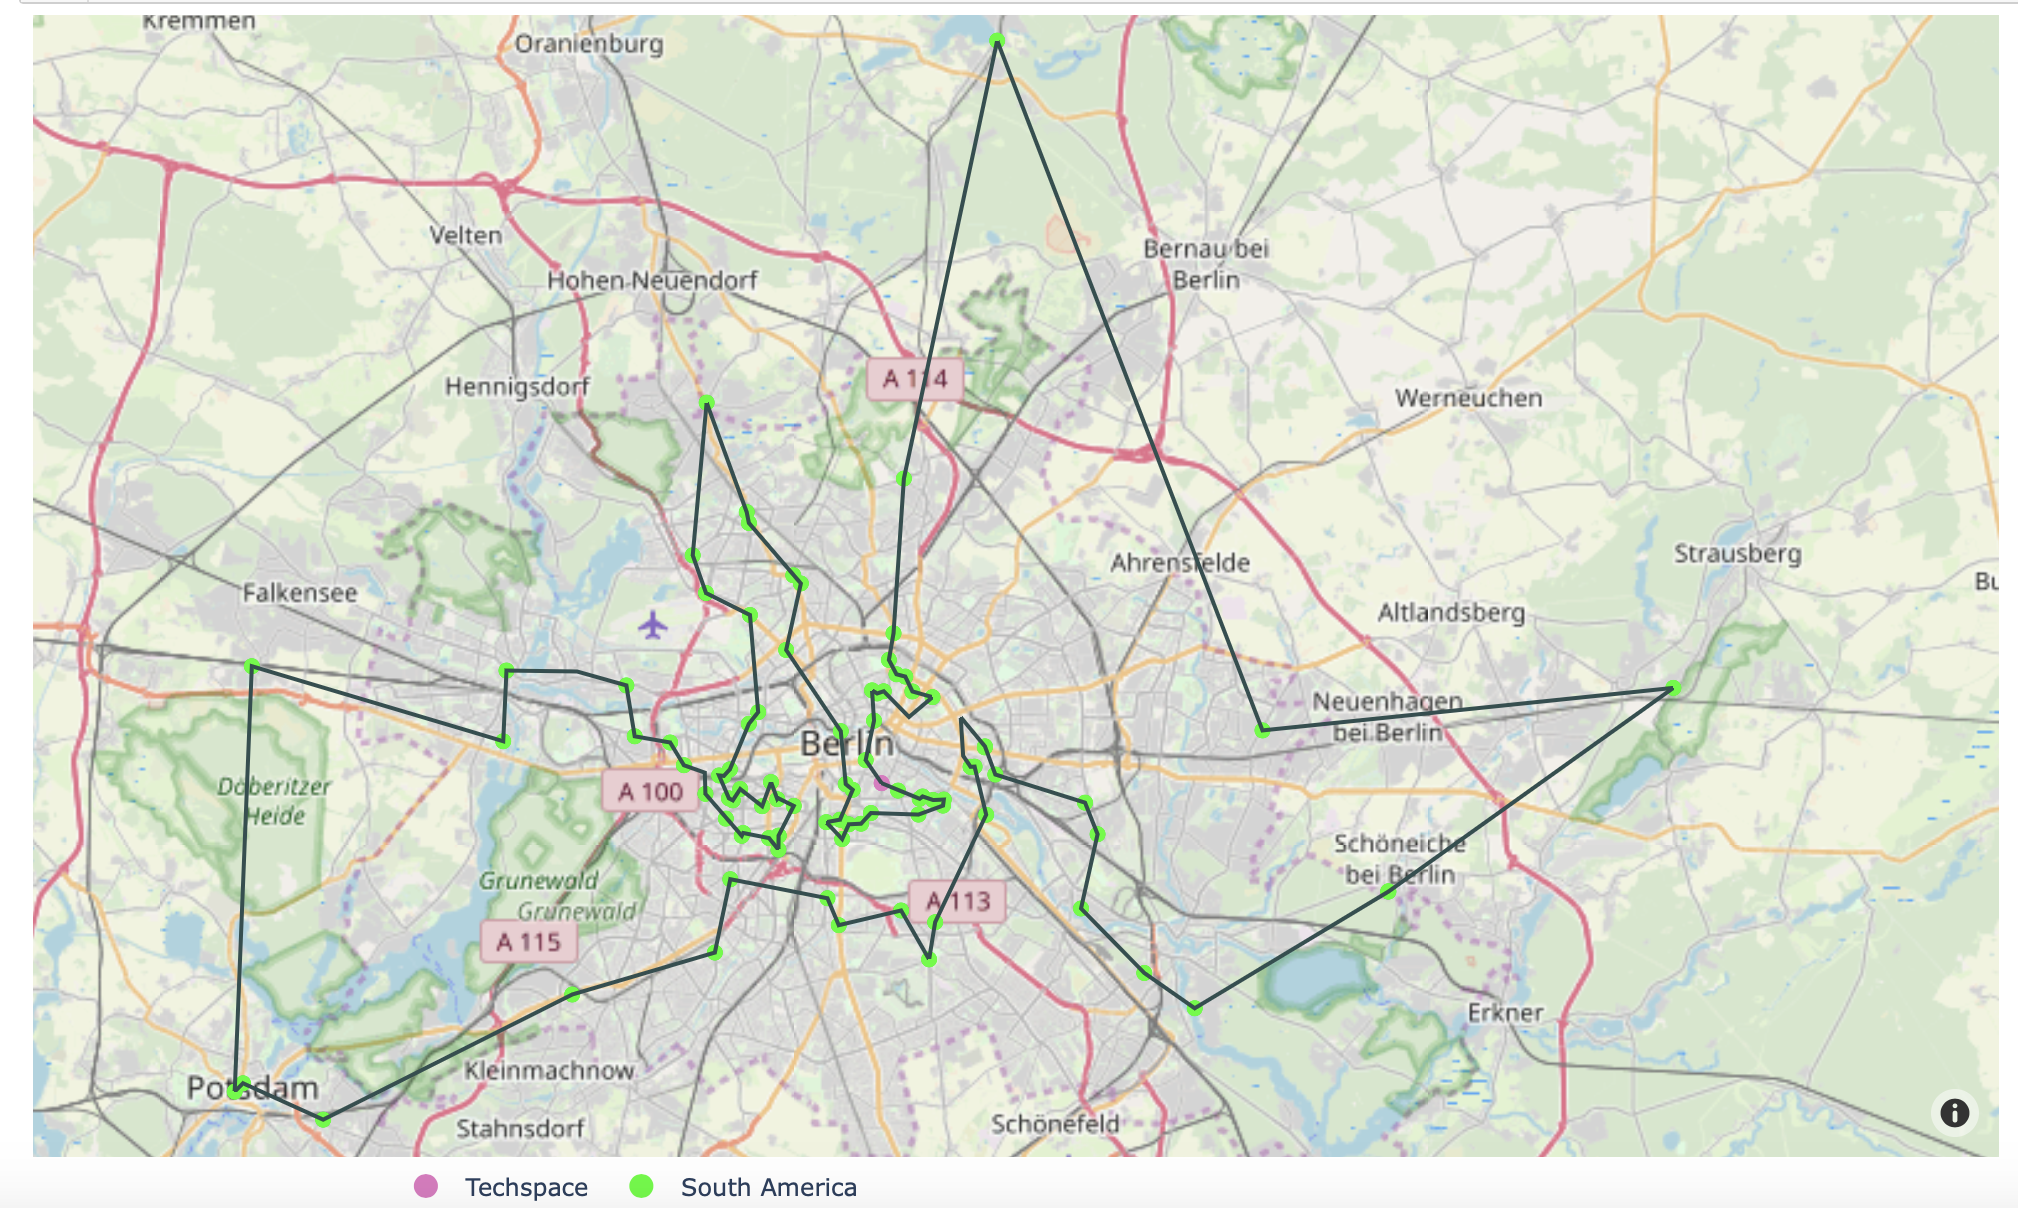 Kremmen
Oranienburg
Velten
Bernau bei
Berlin
Hohen Neuendorf
A 114
Hennigsdorf
Werneuchen
Strausberg
Ahrensfelde
Bu
Falkensee
Altlandsberg
Neuenhagen
bei Berlin
Berlin
Döberitzer
Heide
A 100
Schöneiche
bei Berlin
Grunewald
Grunewald
A 113
A 115
Erkner
Kleinmachnow
Potsdam
Stahnsdorf
Schönefeld
Techspace
South America